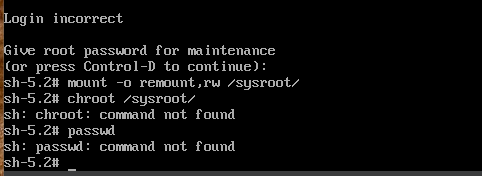 Login incorrect
Give root password for maintenance
(or press Control-D to continue):
sh-5.2# mount -o remount,rw /sysroot/
sh-5.2# chroot /sysroot/
sh: chroot: command not found
sh-5.2# passwd
sh: passwd: command not found
sh-5.2# _